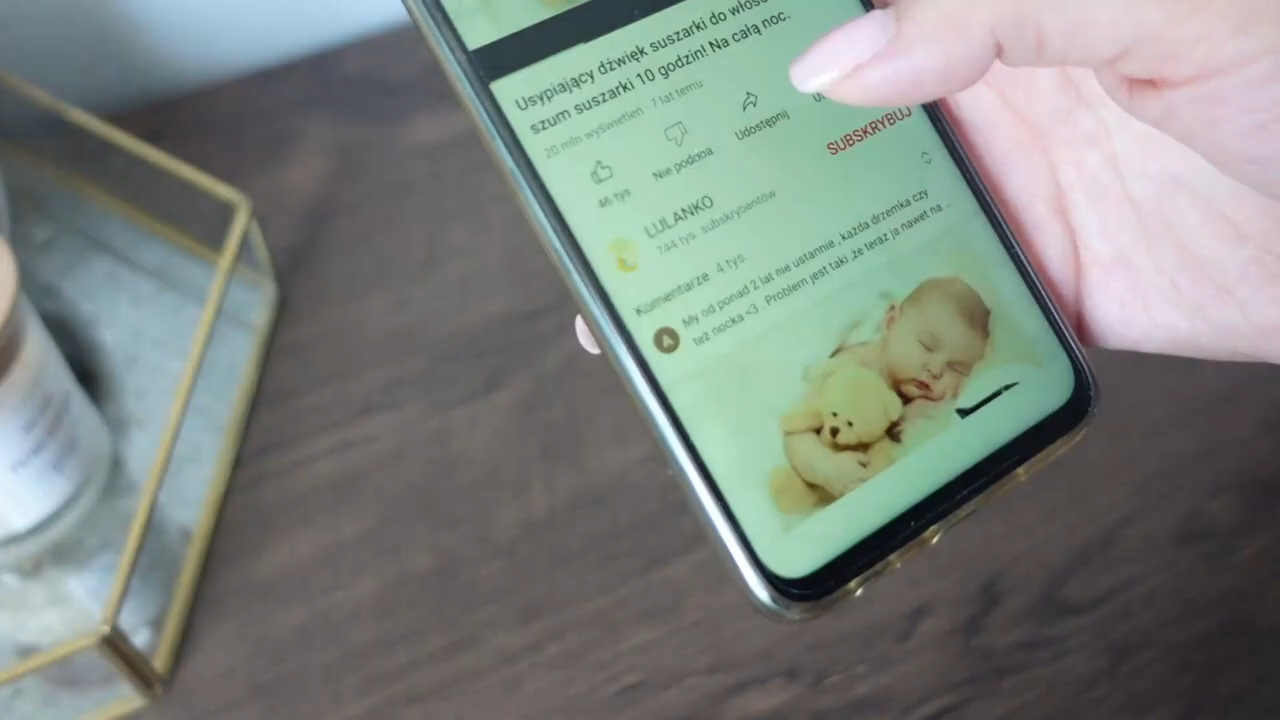 Usypiający dźwięk suszarki do włosó
szum suszarki 10 godzin! Na całą noc.
20 mln wyświetleń 7 lat temu
46 tys.
Nie podoba
Udostępnij
SUBSKRYBUJ
LULANKO
744 tys. subskrybentów
Komentarze 4 tys.
A
My od ponad 2 lat nie ustannie , każda drzemka czy
też nocka <3 Problem jest taki ,że teraz ja nawet na ...